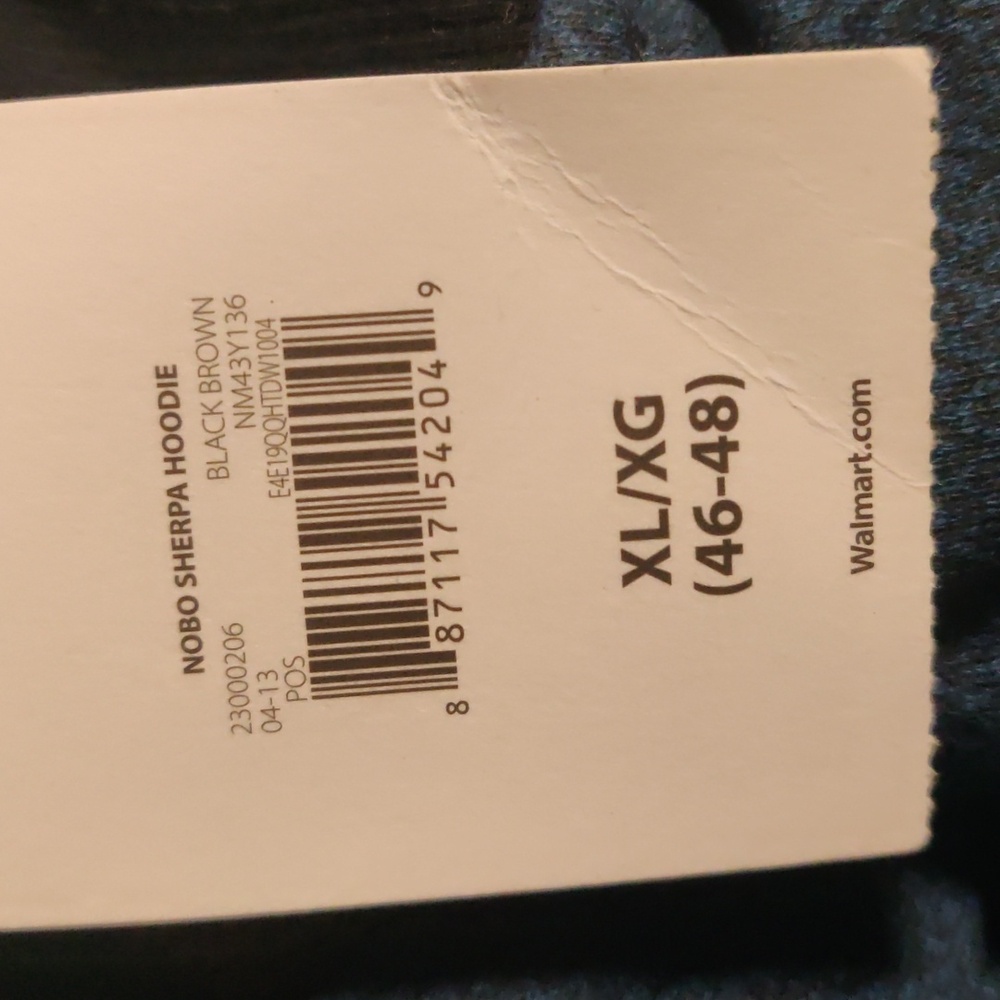 NOBO SHERPA HOODIE
23000206 BLACK BROWN
04-13 NM43Y136
POS E4E19QQHTDW1004
8 87117 54204 9
XL/XG
(46-48)
Walmart.com